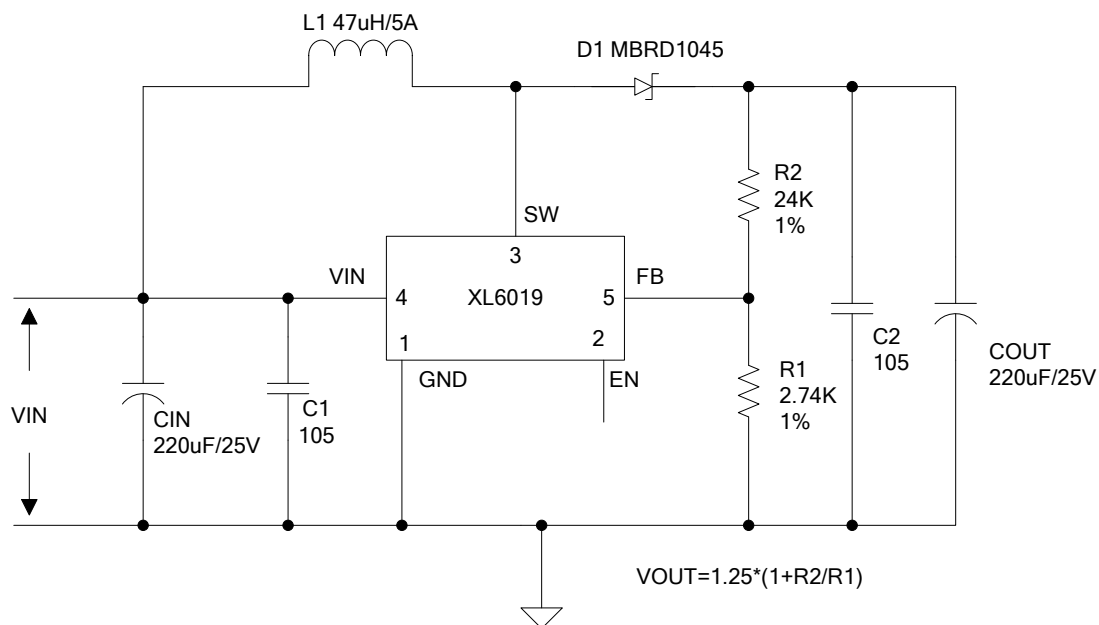 L1 47uH/5A
D1 MBRD1045
R2
24K
1%
SW
3
VIN
FB
4
XL6019
5
1
2
GND
EN
C2
105
COUT
220uF/25V
R1
2.74K
1%
VIN
CIN
220uF/25V
C1
105
VOUT=1.25*(1+R2/R1)